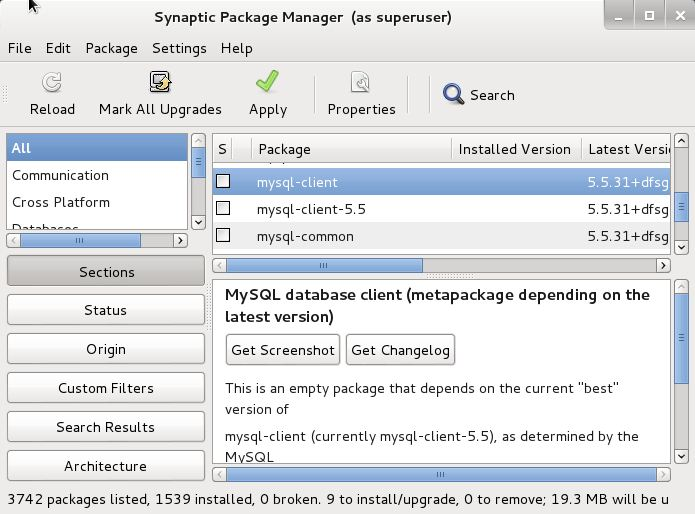 Synaptic Package Manager (as superuser)
File Edit Package Settings Help
Reload Mark All Upgrades Apply Properties Search
All
Communication
Cross Platform
Databases
S Package Installed Version Latest Versi
mysql-client 5.5.31+dfsg
mysql-client-5.5 5.5.31+dfsg
mysql-common 5.5.31+dfsg
Sections
Status
Origin
Custom Filters
Search Results
Architecture
MySQL database client (metapackage depending on the
latest version)
Get Screenshot Get Changelog
This is an empty package that depends on the current "best"
version of
mysql-client (currently mysql-client-5.5), as determined by the
MySQL
3742 packages listed, 1539 installed, 0 broken. 9 to install/upgrade, 0 to remove; 19.3 MB will be u